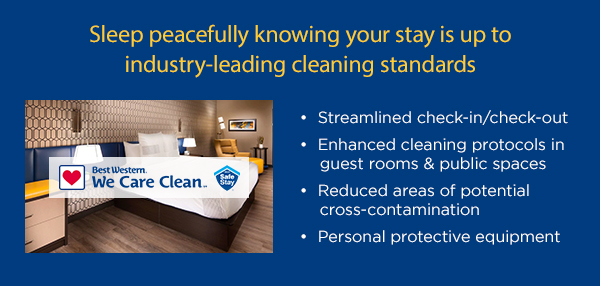 Sleep peacefully knowing your stay is up to
industry-leading cleaning standards
Best Western.
We Care Clean
Safe
Stay
• Streamlined check-in/check-out
• Enhanced cleaning protocols in
guest rooms & public spaces
• Reduced areas of potential
cross-contamination
• Personal protective equipment